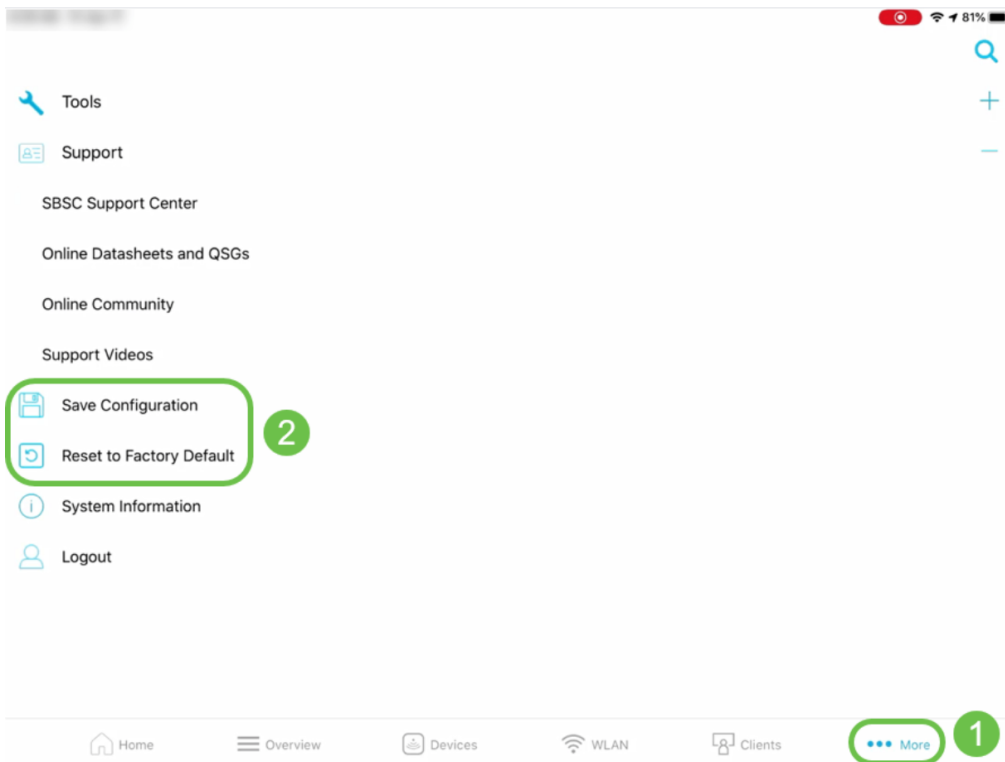 81%
Tools
Support
SBSC Support Center
Online Datasheets and QSGs
Online Community
Support Videos
Save Configuration
2
Reset to Factory Default
System Information
Logout
Home Overview Devices WLAN Clients More 1